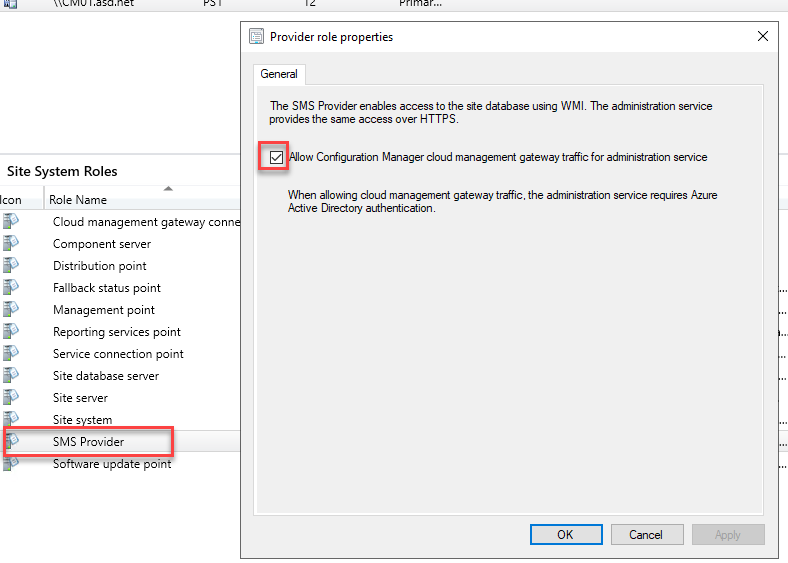 \\CM01.asd.net PS1 12 Primar...
Provider role properties
General
The SMS Provider enables access to the site database using WMI. The administration service
provides the same access over HTTPS.
Allow Configuration Manager cloud management gateway traffic for administration service
When allowing cloud management gateway traffic, the administration service requires Azure
Active Directory authentication.
OK Cancel Apply
Site System Roles
Icon Role Name
Cloud management gateway conne
Component server
Distribution point
Fallback status point
Management point
Reporting services point
Service connection point
Site database server
Site server
Site system
SMS Provider
Software update point